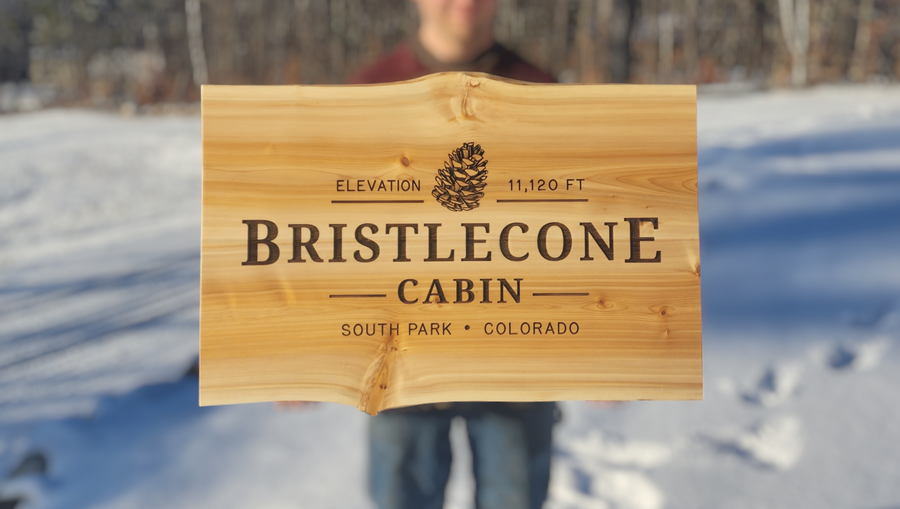 ELEVATION 11,120 FT
BRISTLECONE
CABIN
SOUTH PARK • COLORADO